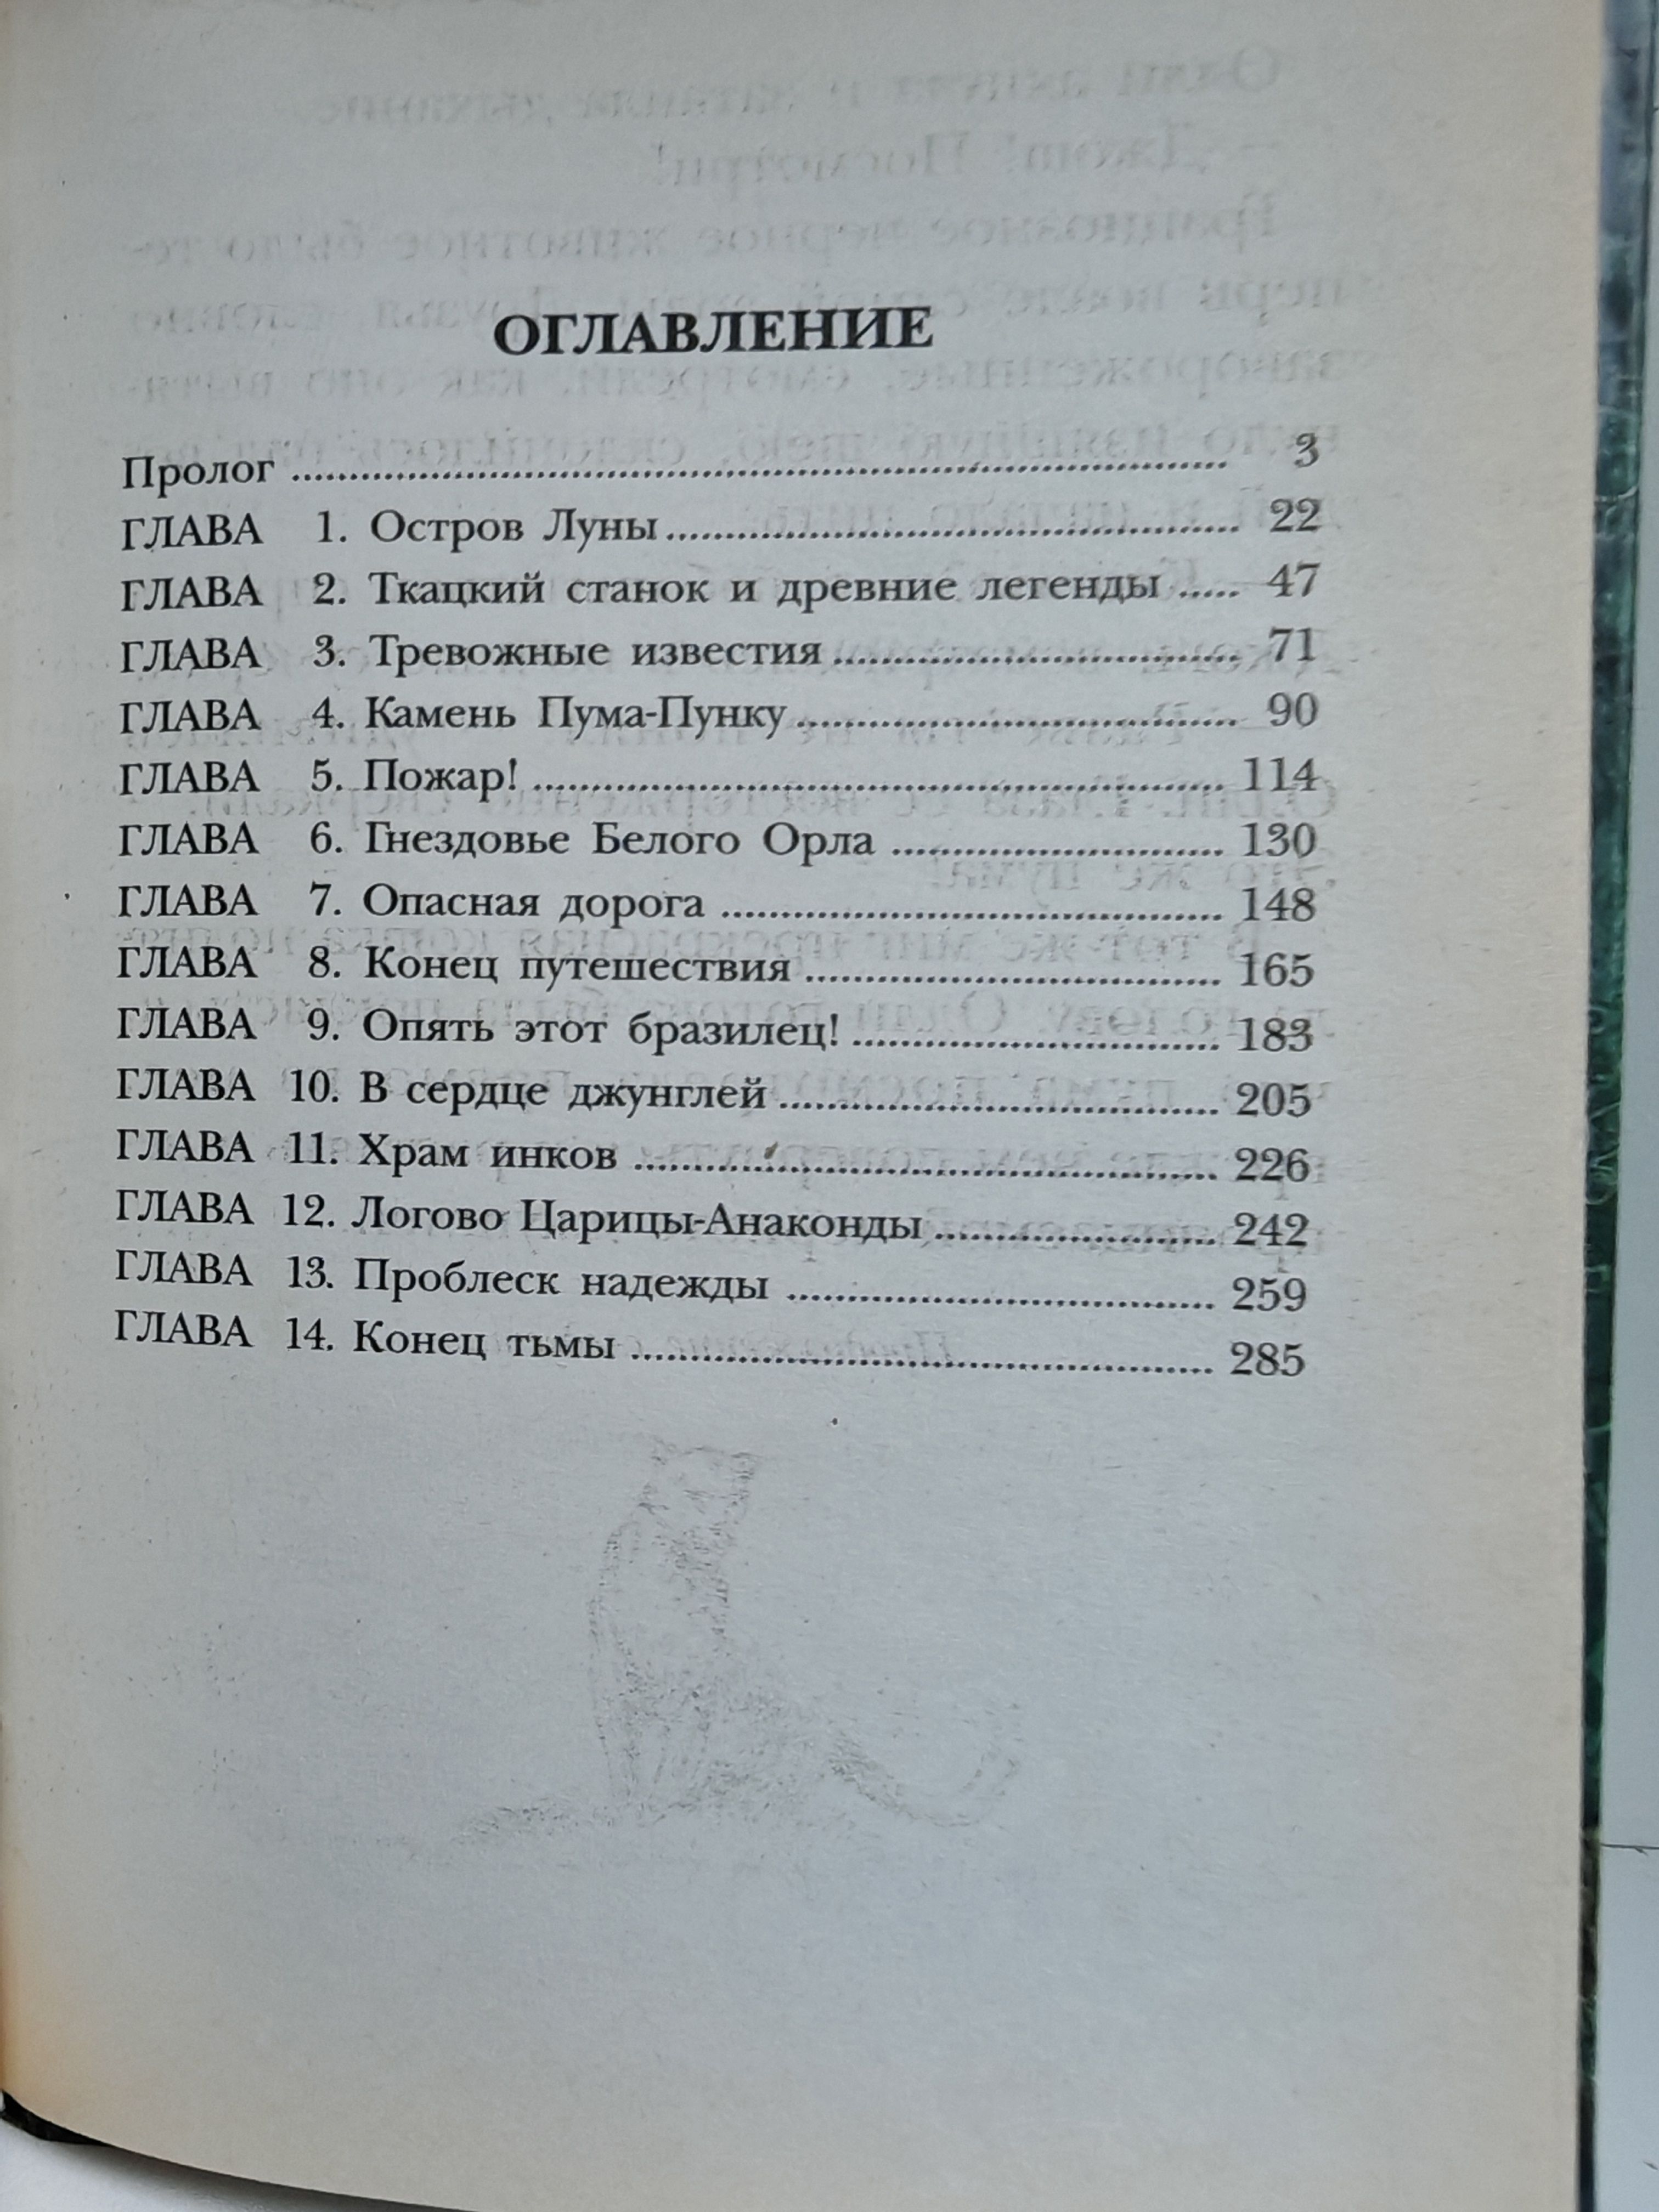 ОГЛАВЛЕНИЕ
Пролог ........................................................................ 3
ГЛАВА 1. Остров Луны .............................................. 22
ГЛАВА 2. Ткацкий станок и древние легенды ..... 47
ГЛАВА 3. Тревожные известия ................................ 71
ГЛАВА 4. Камень Пума-Пунку .................................. 90
ГЛАВА 5. Пожар! ........................................................ 114
ГЛАВА 6. Гнездовье Белого Орла ........................... 130
ГЛАВА 7. Опасная дорога ......................................... 148
ГЛАВА 8. Конец путешествия .................................. 165
ГЛАВА 9. Опять этот бразилец! .............................. 183
ГЛАВА 10. В сердце джунглей .................................... 205
ГЛАВА 11. Храм инков ................................................ 226
ГЛАВА 12. Логово Царицы-Анаконды ....................... 242
ГЛАВА 13. Проблеск надежды ................................... 259
ГЛАВА 14. Конец тьмы ................................................ 285